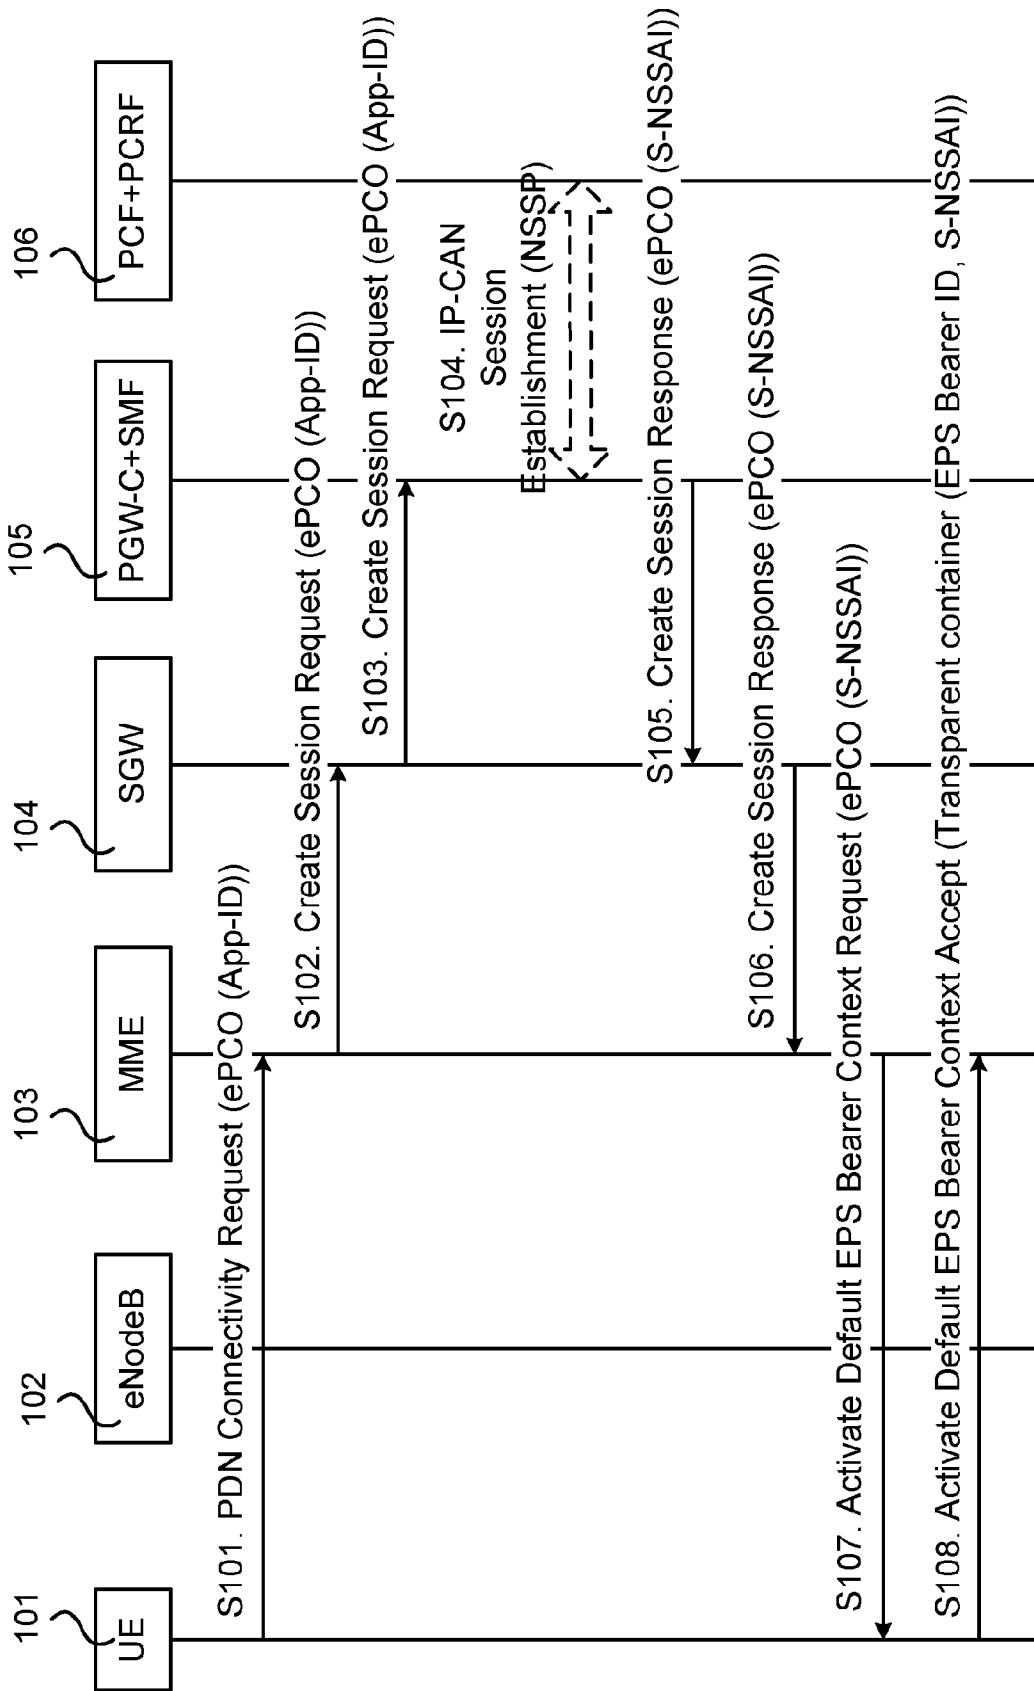 101
102
103
104
105
106
UE
eNodeB
MME
SGW
PGW-C+SMF
PCF+PCRF
S101. PDN Connectivity Request (ePCO (App-ID))
S102. Create Session Request (ePCO (App-ID))
S103. Create Session Request (ePCO (App-ID))
S104. IP-CAN
Session
Establishment (NSSP)
S105. Create Session Response (ePCO (S-NSSAI))
S106. Create Session Response (ePCO (S-NSSAI))
S107. Activate Default EPS Bearer Context Request (ePCO (S-NSSAI))
S108. Activate Default EPS Bearer Context Accept (Transparent container (EPS Bearer ID, S-NSSAI))